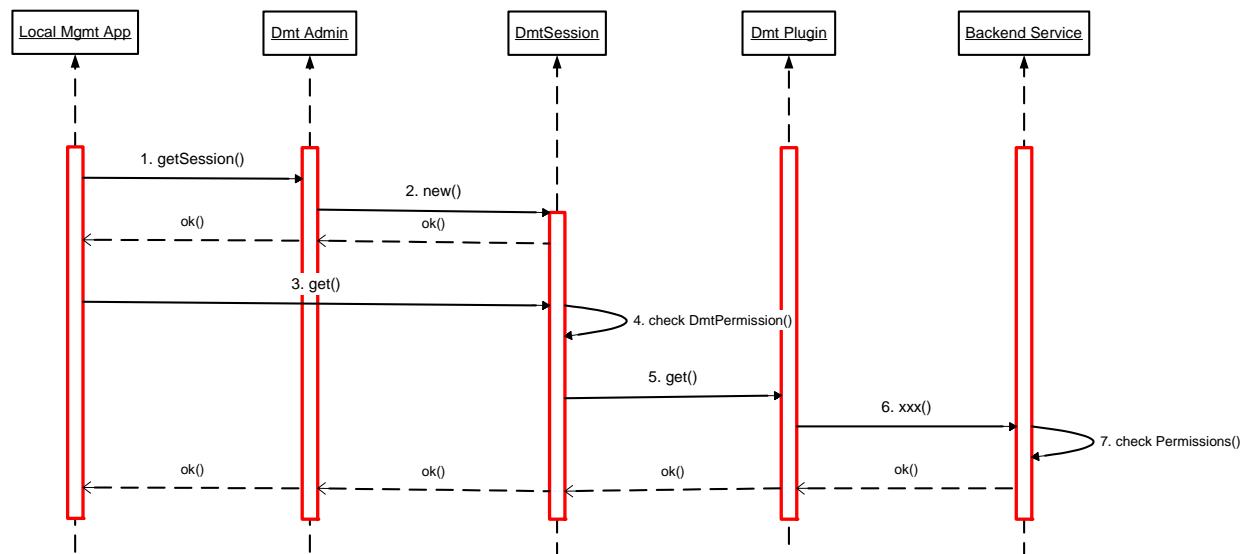 Local Mgmt App
Dmt Admin
DmtSession
Dmt Plugin
Backend Service
1. getSession()
2. new()
ok()
ok()
3. get()
4. check DmtPermission()
5. get()
6. xxx()
7. check Permissions()
ok()
ok()
ok()
ok()